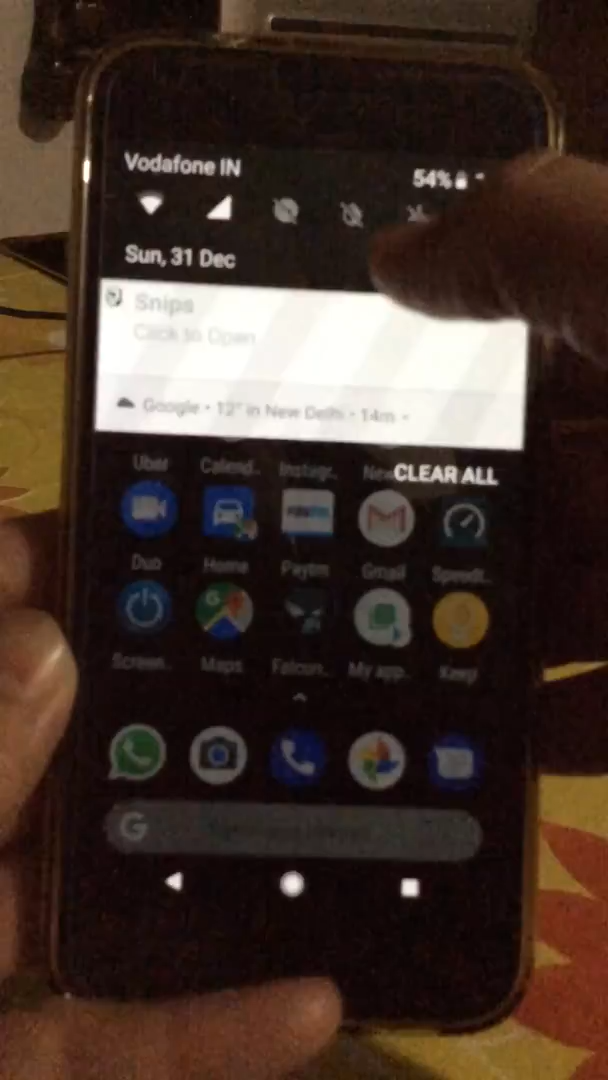 Vodafone IN
54%
Sun, 31 Dec
Snips
Click to Open
Google • 12° in New Delhi • 14m
CLEAR ALL
Uber Calend.. Instagr..
Duo Home Paytm Gmail Speedt..
Screen.. Maps Falcon.. My app.. Keep
G